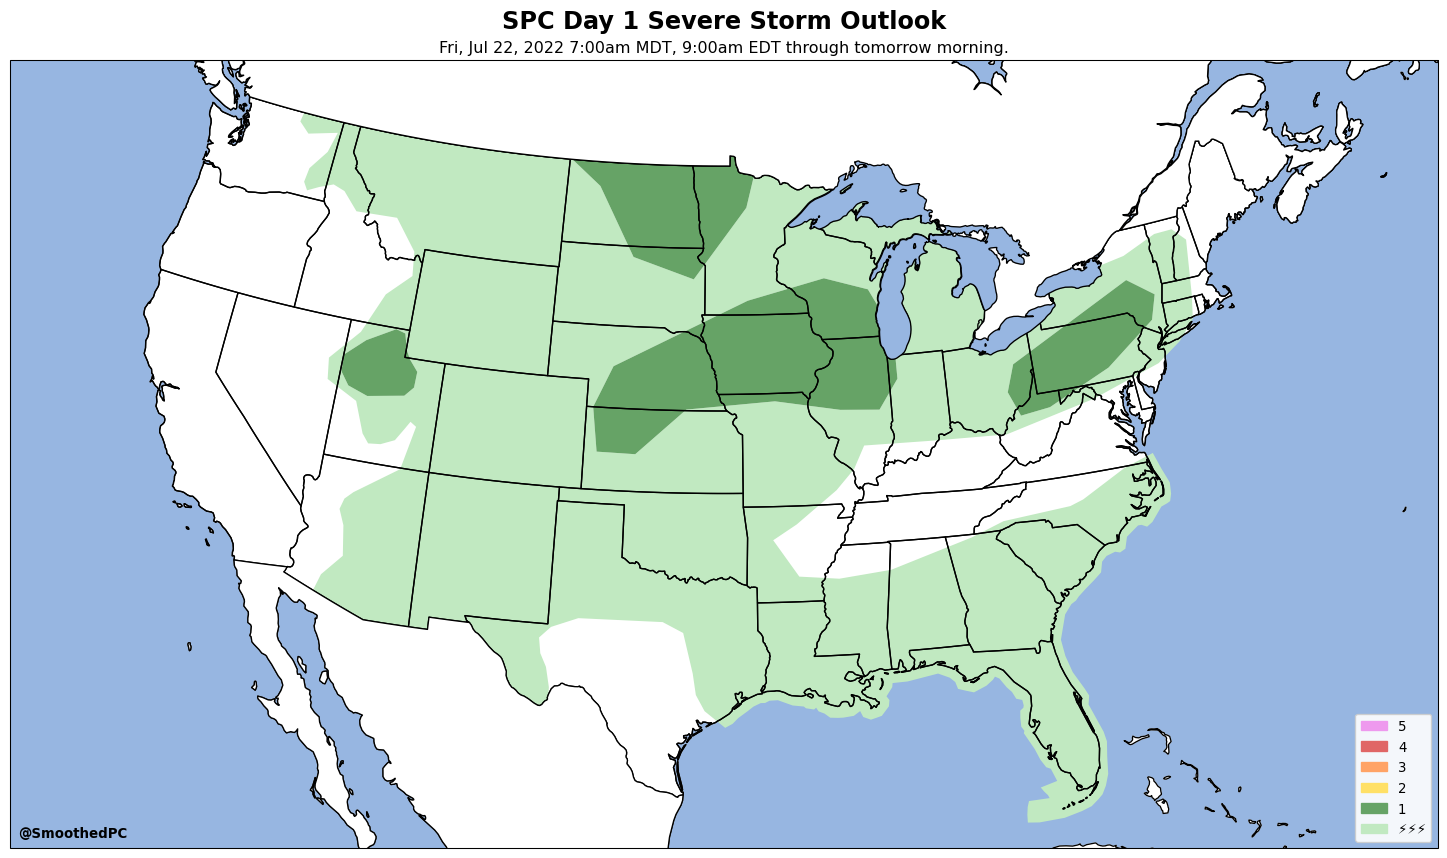 SPC Day 1 Severe Storm Outlook
Fri, Jul 22, 2022 7:00am MDT, 9:00am EDT through tomorrow morning.
5
4
3
2
1
⚡⚡⚡
@SmoothedPC